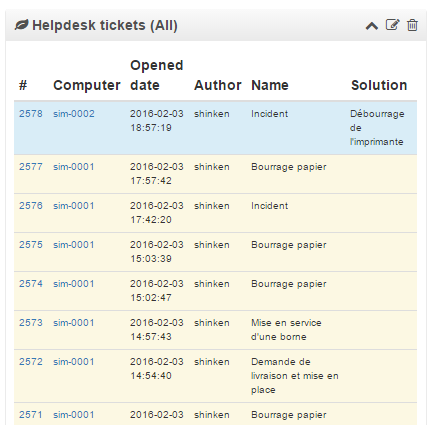 Helpdesk tickets (All)
# Computer Opened date Author Name Solution
2578 sim-0002 2016-02-03 shinken Incident Débourrage
18:57:19 de
l'imprimante
2577 sim-0001 2016-02-03 shinken Bourrage papier
17:57:42
2576 sim-0001 2016-02-03 shinken Incident
17:42:20
2575 sim-0001 2016-02-03 shinken Bourrage papier
15:03:39
2574 sim-0001 2016-02-03 shinken Bourrage papier
15:02:47
2573 sim-0001 2016-02-03 shinken Mise en service
14:57:43 d'une borne
2572 sim-0001 2016-02-03 shinken Demande de
14:54:40 livraison et mise en
place
2571 sim-0001 2016-02-03 shinken Bourrage papier